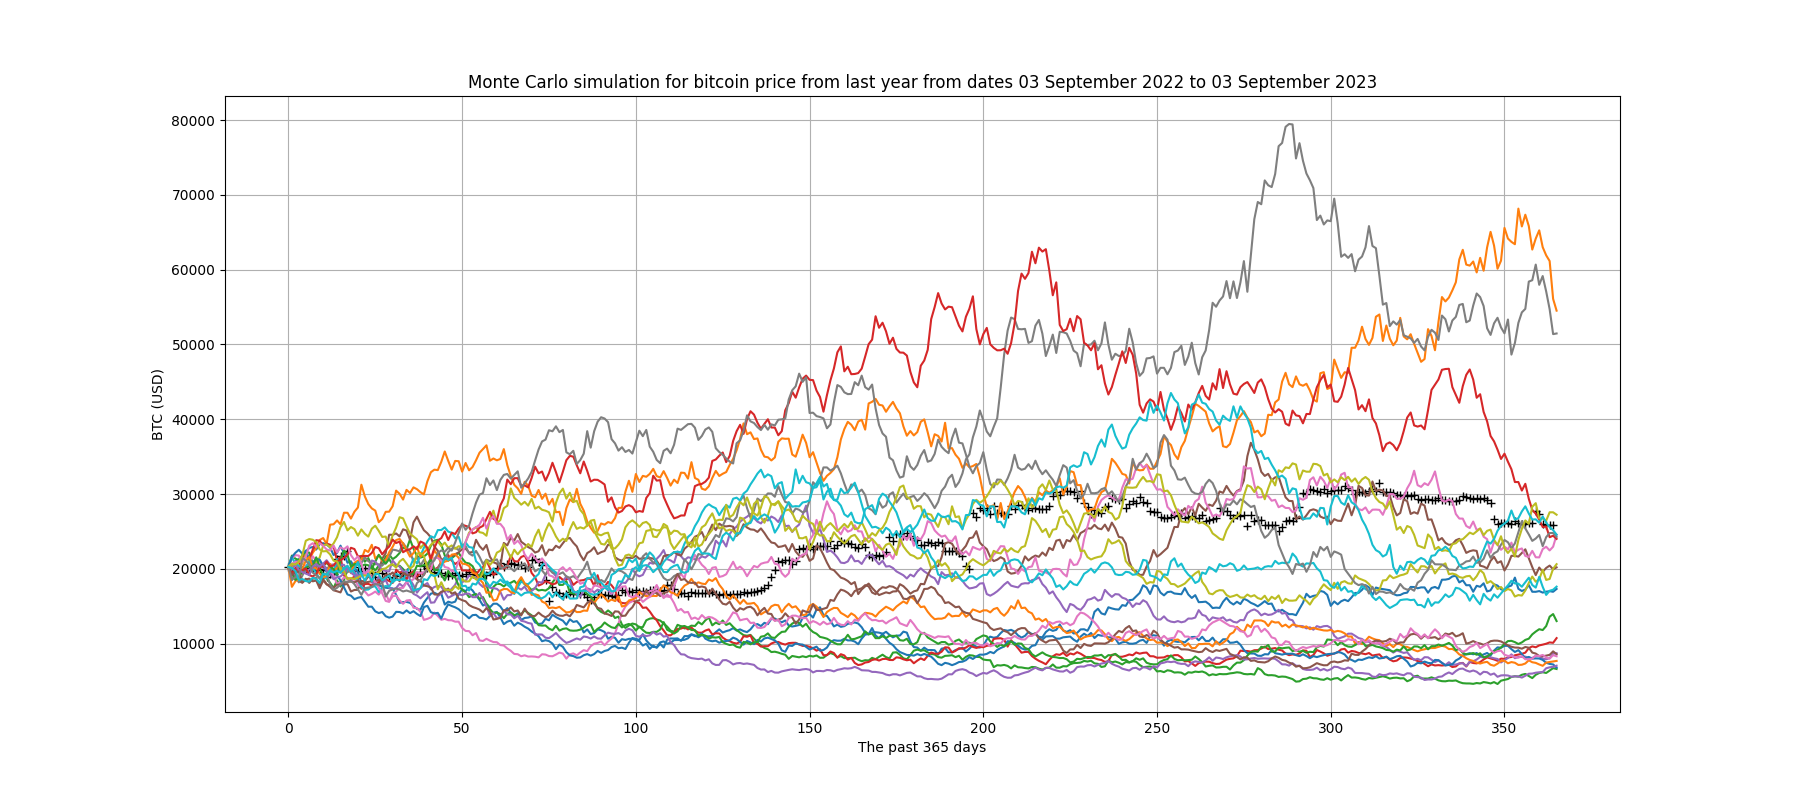 Monte Carlo simulation for bitcoin price from last year from dates 03 September 2022 to 03 September 2023
80000
70000
60000
50000
40000
30000
20000
10000
BTC (USD)
0 50 100 150 200 250 300 350
The past 365 days